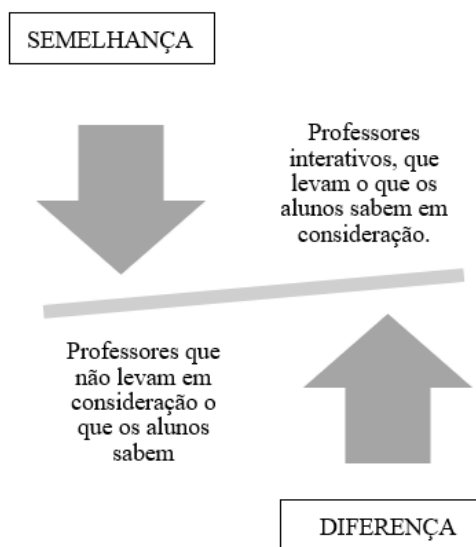 SEMELHANÇA
Professores
interativos, que
levam o que os
alunos sabem em
consideração.
Professores que
não levam em
consideração o
que os alunos
sabem
DIFERENÇA